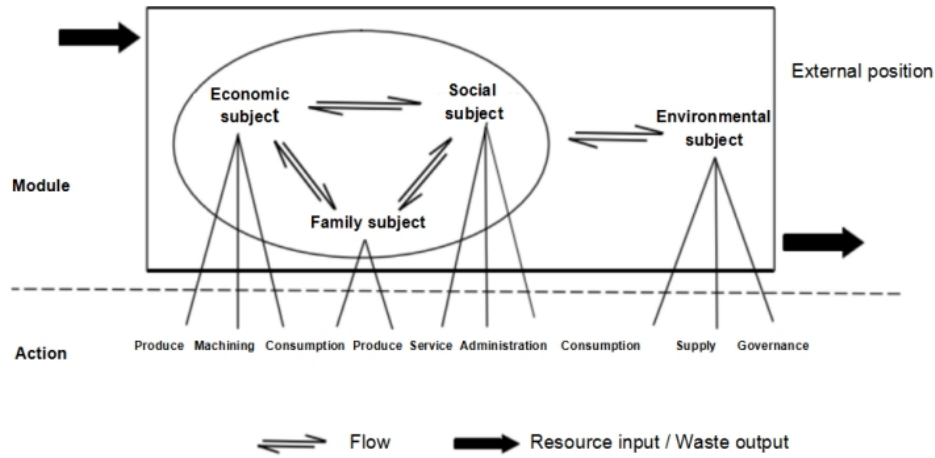 External position
Economic
subject
Social
subject
Environmental
subject
Module
Family subject
Action
Produce Machining Consumption Produce Service Administration Consumption Supply Governance
Flow
Resource input / Waste output